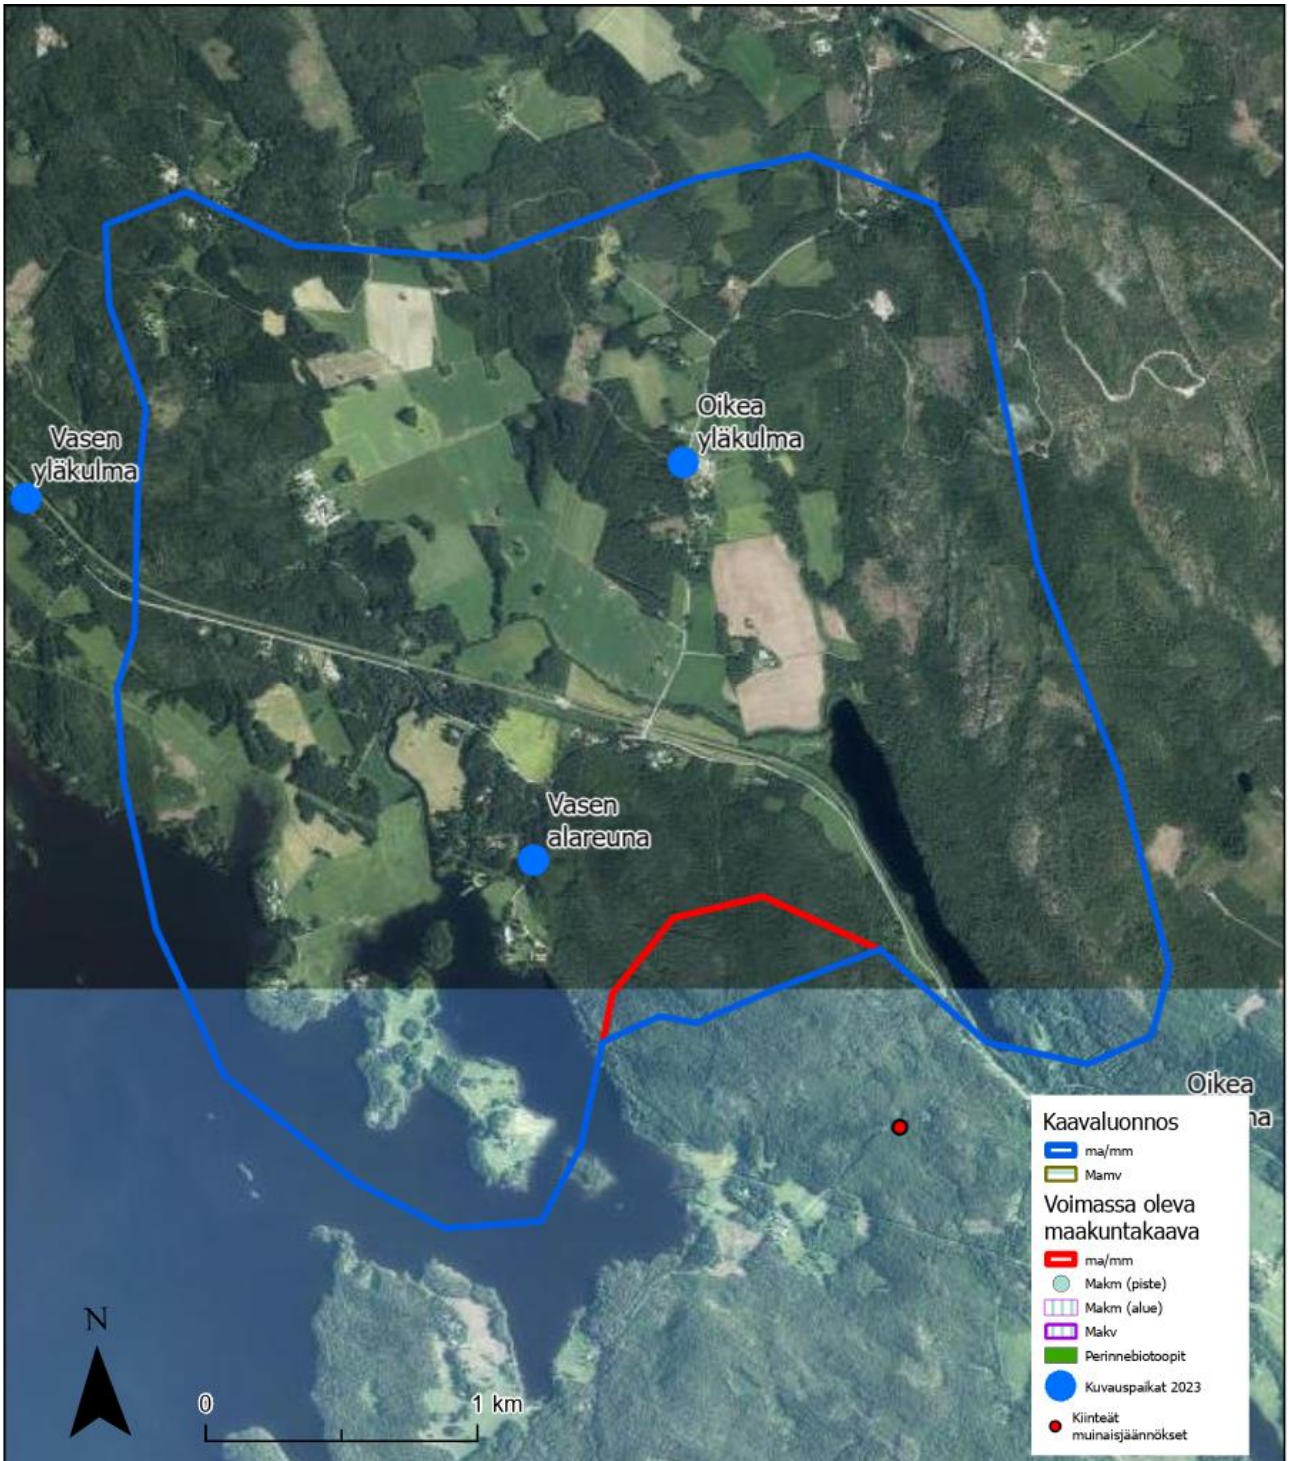 Oikea
yläkulma
Vasen
yläkulma
Vasen
alareuna
Oikea
na
Kaavaluonnos
ma/mm
Mamv
Voimassa oleva
maakuntakaava
ma/mm
Makm (piste)
Makm (alue)
Makv
Perinnebiotoopit
Kuvauspaikat 2023
Kiinteät
muinaisjäännökset
N
0
1 km